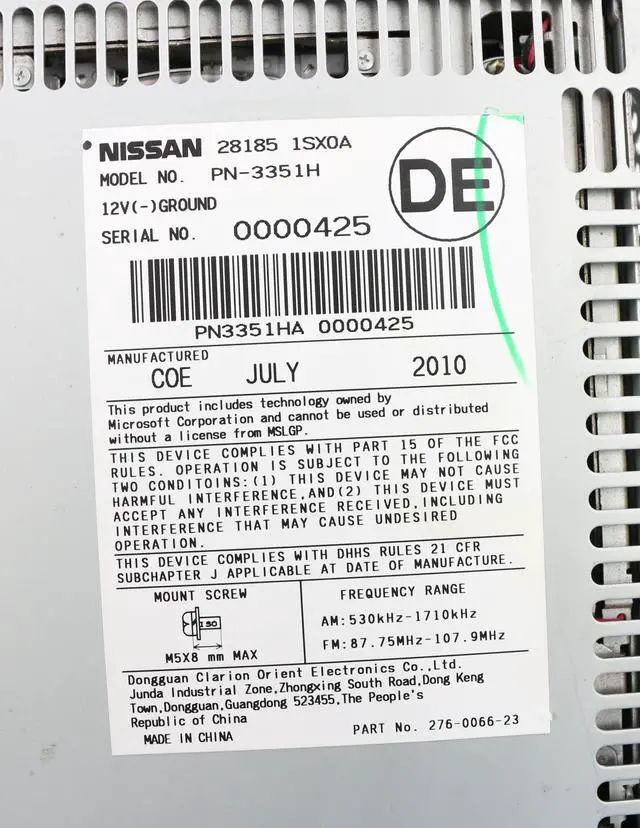 NISSAN 28185 1SX0A
MODEL NO. PN-3351H
DE
12V(-)GROUND
SERIAL NO. 0000425
PN3351HA 0000425
MANUFACTURED
COE JULY 2010
This product includes technology owned by
Microsoft Corporation and cannot be used or distributed
without a license from MSLGP.
THIS DEVICE COMPLIES WITH PART 15 OF THE FCC
RULES. OPERATION IS SUBJECT TO THE FOLLOWING
TWO CONDITOINS:(1) THIS DEVICE MAY NOT CAUSE
HARMFUL INTERFERENCE,AND(2) THIS DEVICE MUST
ACCEPT ANY INTERFERENCE RECEIVED,INCLUDING
INTERFERENCE THAT MAY CAUSE UNDESIRED
OPERATION.
THIS DEVICE COMPLIES WITH DHHS RULES 21 CFR
SUBCHAPTER J APPLICABLE AT DATE OF MANUFACTURE.
MOUNT SCREW
ISO
M5X8 mm MAX
FREQUENCY RANGE
AM:530kHz-1710kHz
FM:87.75MHz-107.9MHz
Dongguan Clarion Orient Electronics Co.,Ltd.
Junda Industrial Zone,Zhongxing South Road,Dong Keng
Town,Dongguan,Guangdong 523455,The People's
Republic of China
MADE IN CHINA
PART No. 276-0066-23